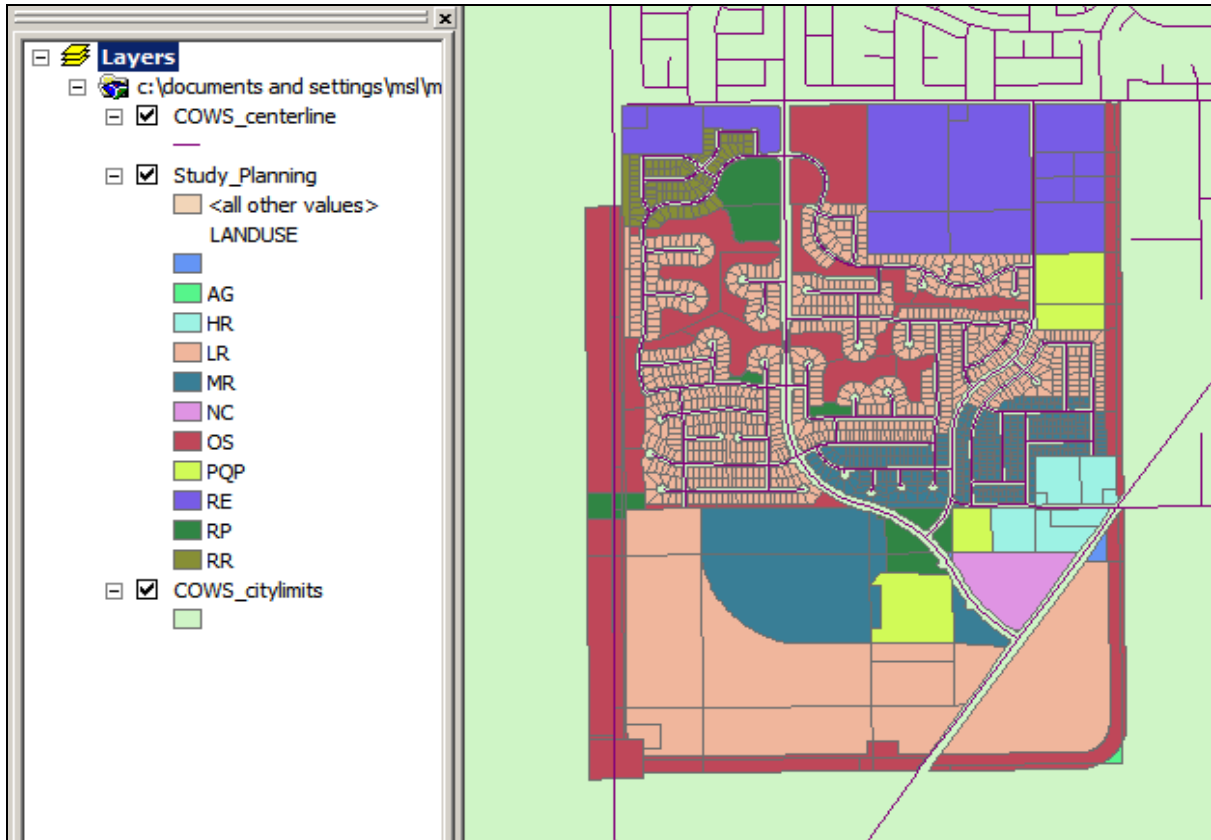 Layers
c:\documents and settings\msl\m
COWS_centerline
Study_Planning
<all other values>
LANDUSE
AG
HR
LR
MR
NC
OS
PQP
RE
RP
RR
COWS_citylimits